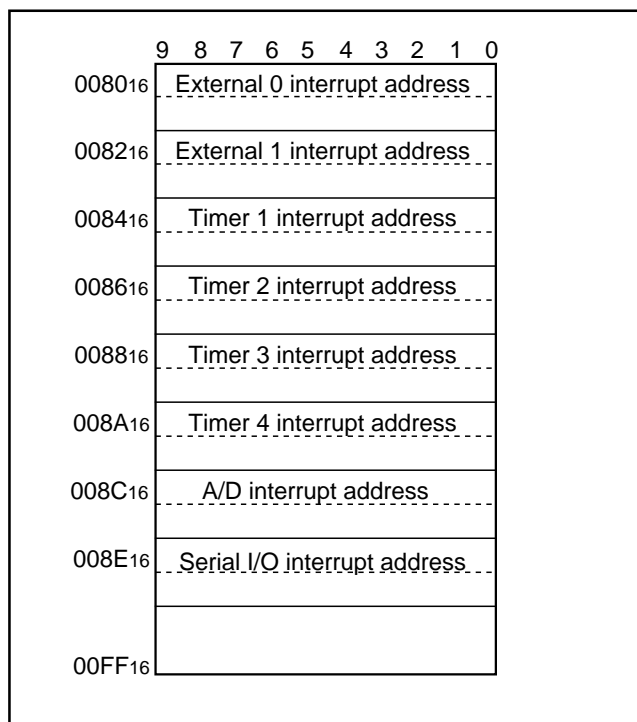 9 8 7 6 5 4 3 2 1 0
008016 External 0 interrupt address
008216 External 1 interrupt address
008416 Timer 1 interrupt address
008616 Timer 2 interrupt address
008816 Timer 3 interrupt address
008A16 Timer 4 interrupt address
008C16 A/D interrupt address
008E16 Serial I/O interrupt address
00FF16